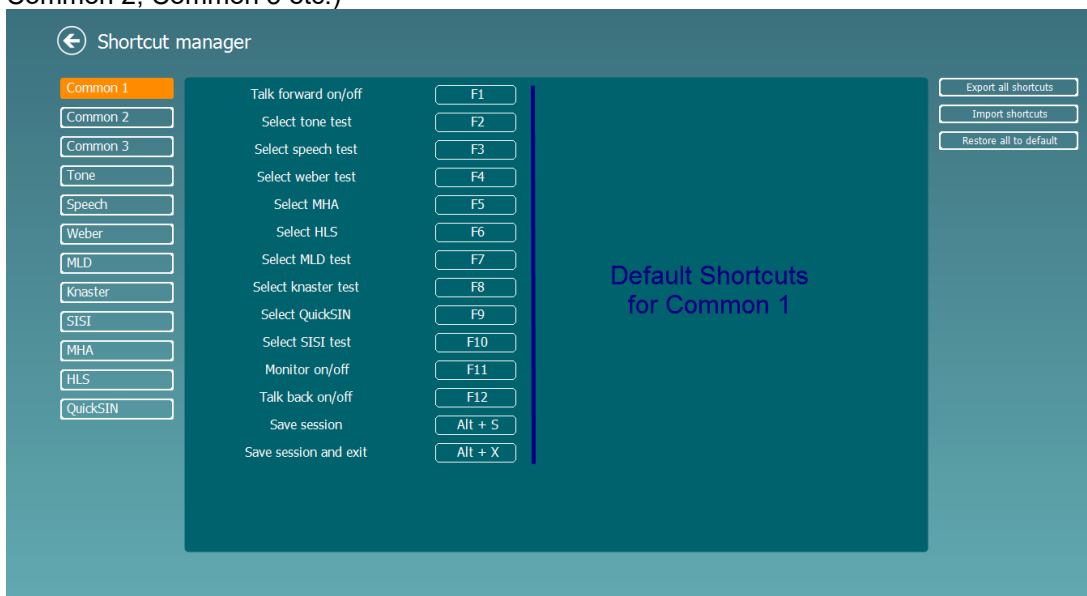 Common 2, Common 3 etc.)
Shortcut manager
Common 1
Common 2
Common 3
Tone
Speech
Weber
MLD
Knaster
SISI
MHA
HLS
QuickSIN
Talk forward on/off F1
Select tone test F2
Select speech test F3
Select weber test F4
Select MHA F5
Select HLS F6
Select MLD test F7
Select knaster test F8
Select QuickSIN F9
Select SISI test F10
Monitor on/off F11
Talk back on/off F12
Save session Alt + S
Save session and exit Alt + X
Default Shortcuts
for Common 1
Export all shortcuts
Import shortcuts
Restore all to default